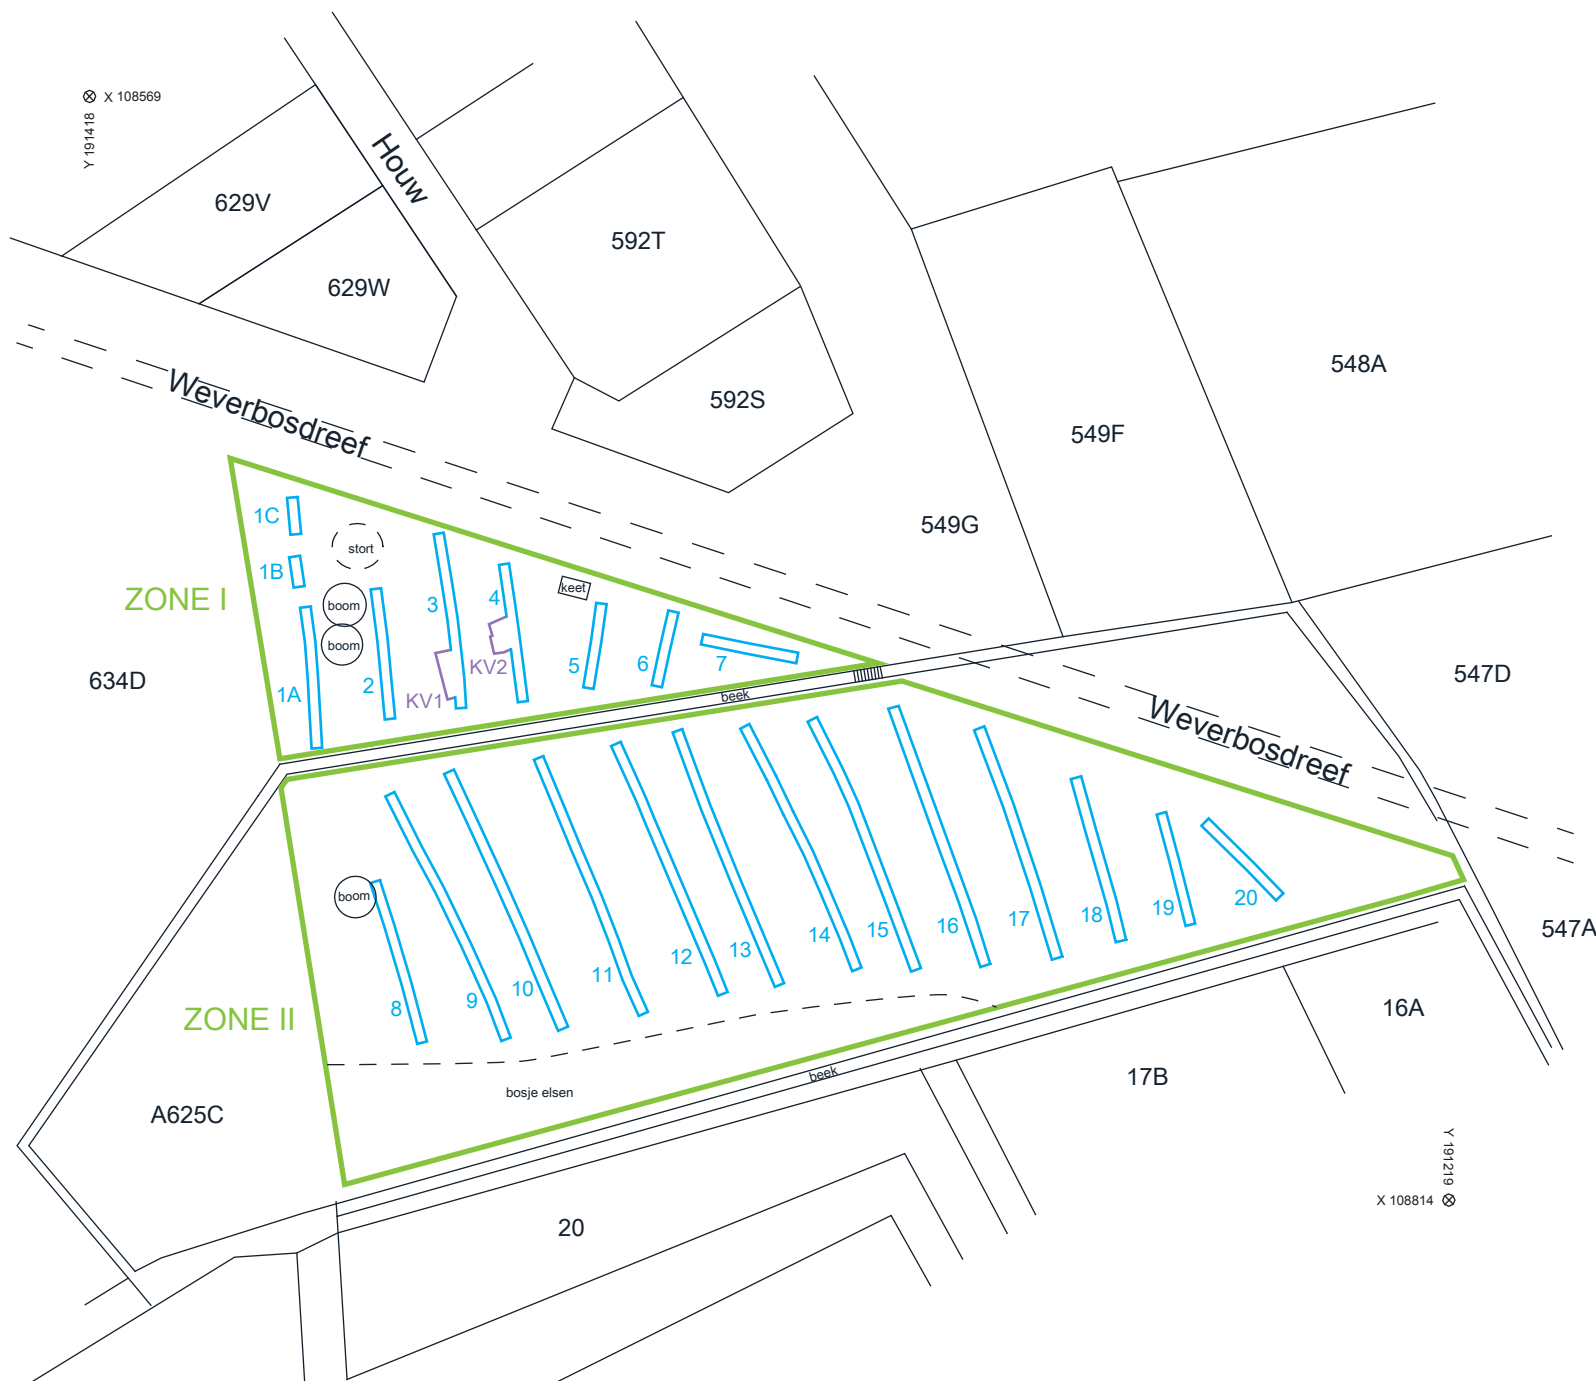 X 108569
Y 191418
Houw
629V
592T
629W
548A
Weverbosdreef
592S
549F
1C
549G
stort
1B
ZONE I
boom
3
4
keet
boom
634D
1A
2
KV1
KV2
5
6
7
beek
547D
Weverbosdreef
boom
8
9
10
11
12
13
14
15
16
17
18
19
20
547A
ZONE II
16A
bosje elsen
beek
17B
A625C
Y 191219
X 108814
20